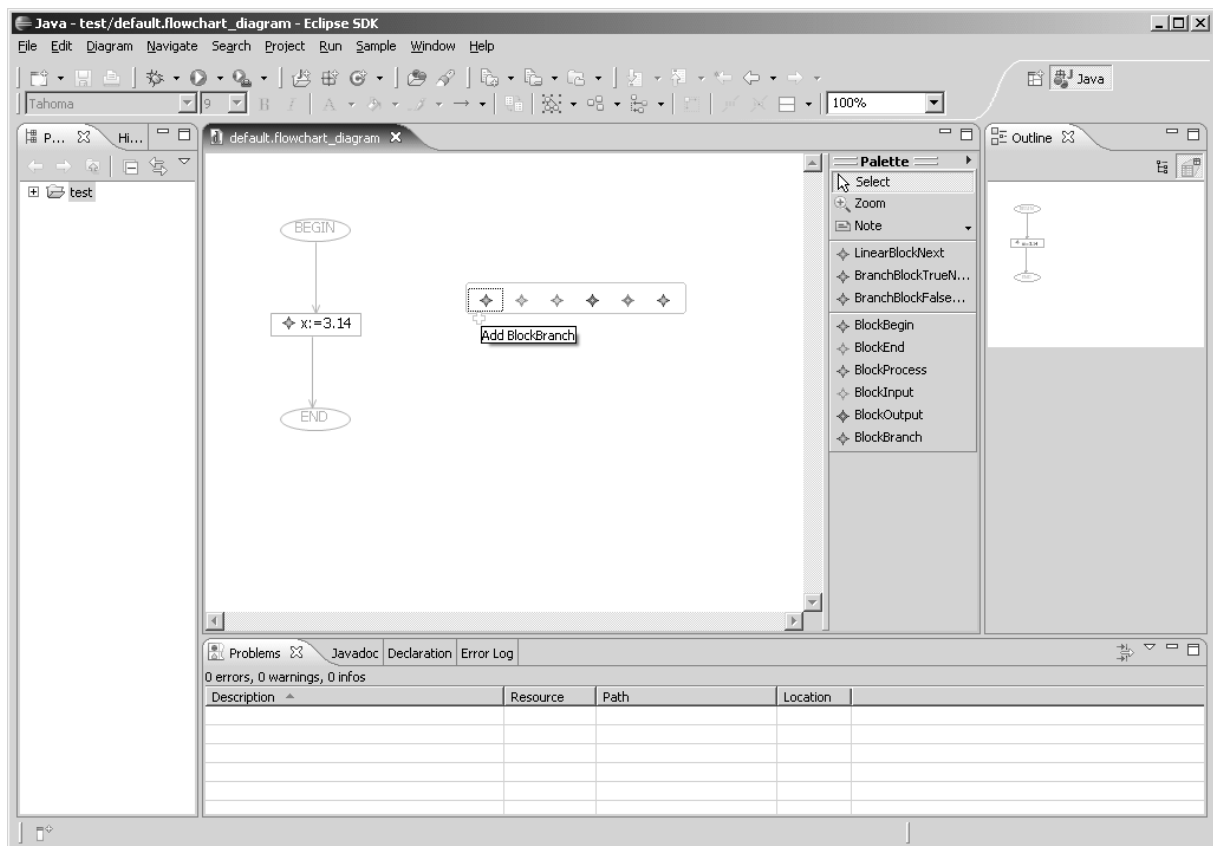 Java - test/default.flowchart_diagram - Eclipse SDK
File Edit Diagram Navigate Search Project Run Sample Window Help
Java
Tahoma 9 B I A 100%
P... Hi...
default.flowchart_diagram
Outline
test
Palette
Select
Zoom
Note
LinearBlockNext
BranchBlockTrueN...
BranchBlockFalse...
BlockBegin
BlockEnd
BlockProcess
BlockInput
BlockOutput
BlockBranch
BEGIN
x:=3.14
END
Add BlockBranch
Problems Javadoc Declaration Error Log
0 errors, 0 warnings, 0 infos
Description Resource Path Location